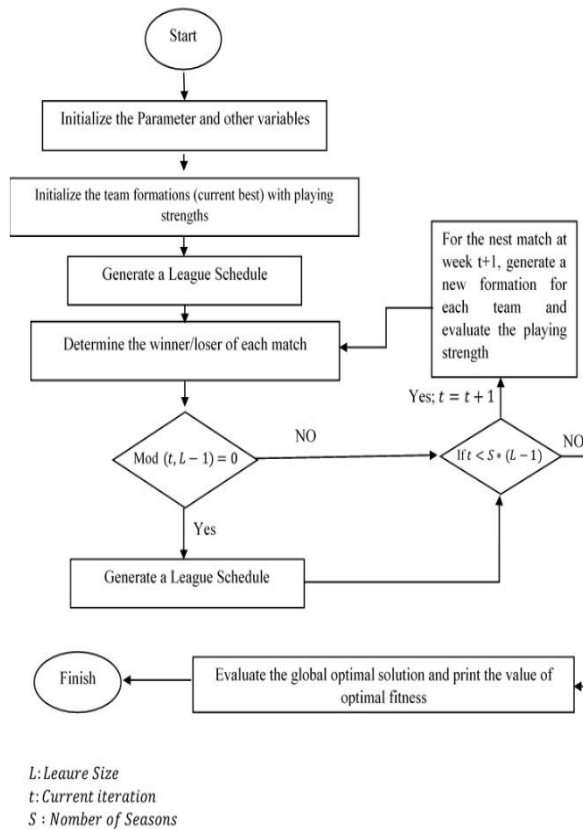 Start
Initialize the Parameter and other variables
Initialize the team formations (current best) with playing
strengths
Generate a League Schedule
For the nest match at
week t+1, generate a
new formation for
each team and
evaluate the playing
strength
Determine the winner/loser of each match
Yes; t = t + 1
Mod (t, L − 1) = 0
NO
If t < S * (L − 1)
NO
Yes
Generate a League Schedule
Finish
Evaluate the global optimal solution and print the value of
optimal fitness
L: Leaure Size
t: Current iteration
S : Nomber of Seasons